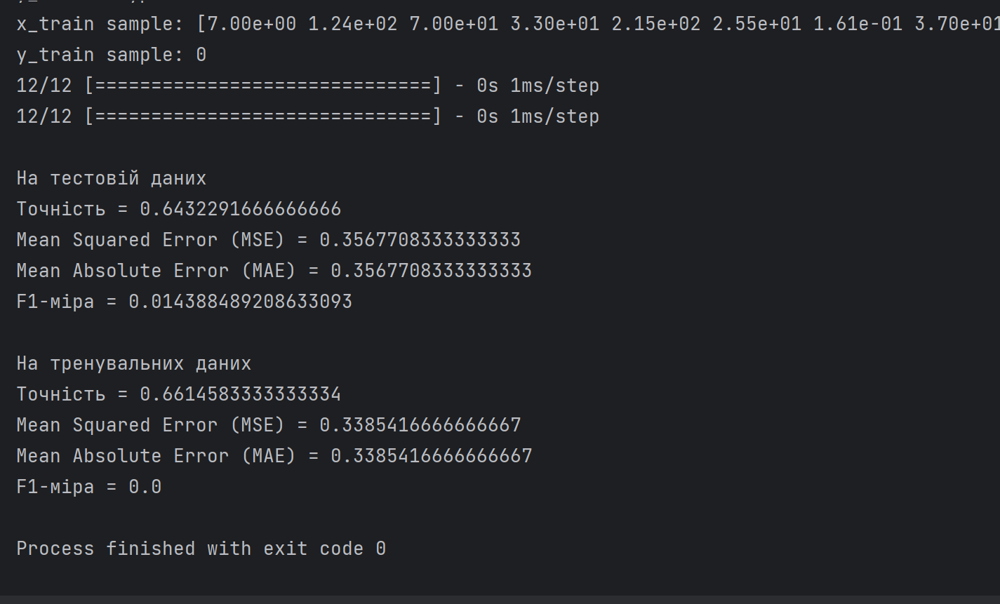 x_train sample: [7.00e+00 1.24e+02 7.00e+01 3.30e+01 2.15e+02 2.55e+01 1.61e-01 3.70e+01
y_train sample: 0
12/12 [==============================] - 0s 1ms/step
12/12 [==============================] - 0s 1ms/step
На тестовій даних
Точність = 0.6432291666666666
Mean Squared Error (MSE) = 0.3567708333333333
Mean Absolute Error (MAE) = 0.3567708333333333
F1-міра = 0.014388489208633093
На тренувальних даних
Точність = 0.6614583333333334
Mean Squared Error (MSE) = 0.3385416666666667
Mean Absolute Error (MAE) = 0.3385416666666667
F1-міра = 0.0
Process finished with exit code 0